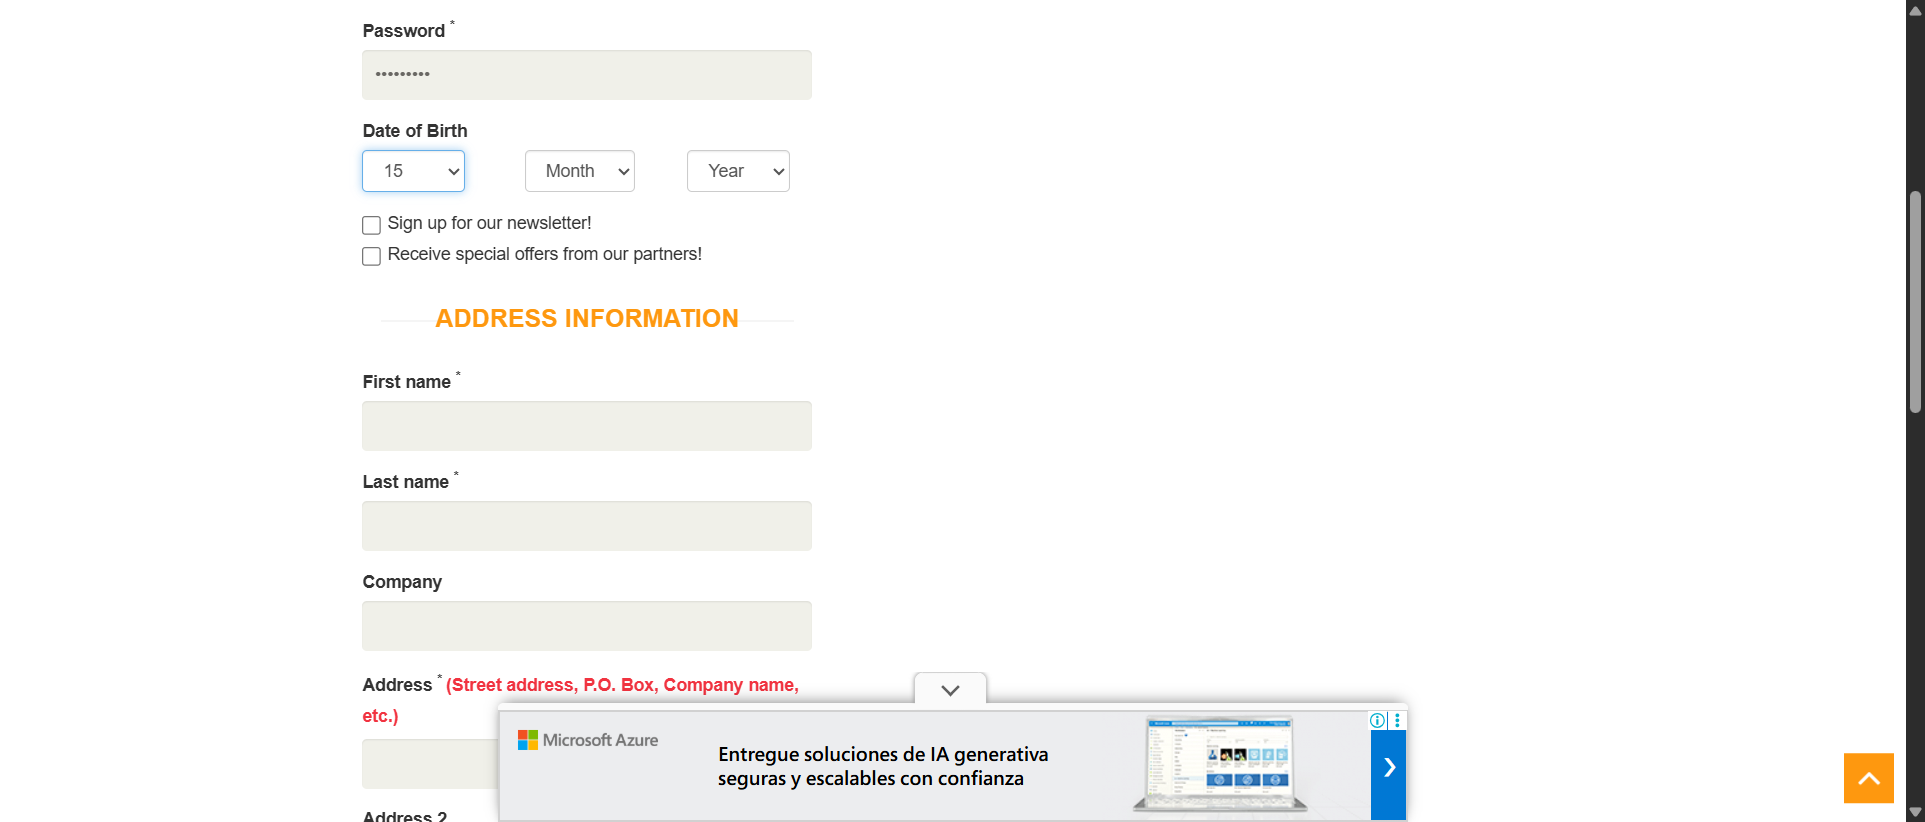 Password *
•••••••••
Date of Birth
15 Month Year
Sign up for our newsletter!
Receive special offers from our partners!
ADDRESS INFORMATION
First name *
Last name *
Company
Address * (Street address, P.O. Box, Company name,
etc.)
Microsoft Azure
Entregue soluciones de IA generativa
seguras y escalables con confianza
Address 2